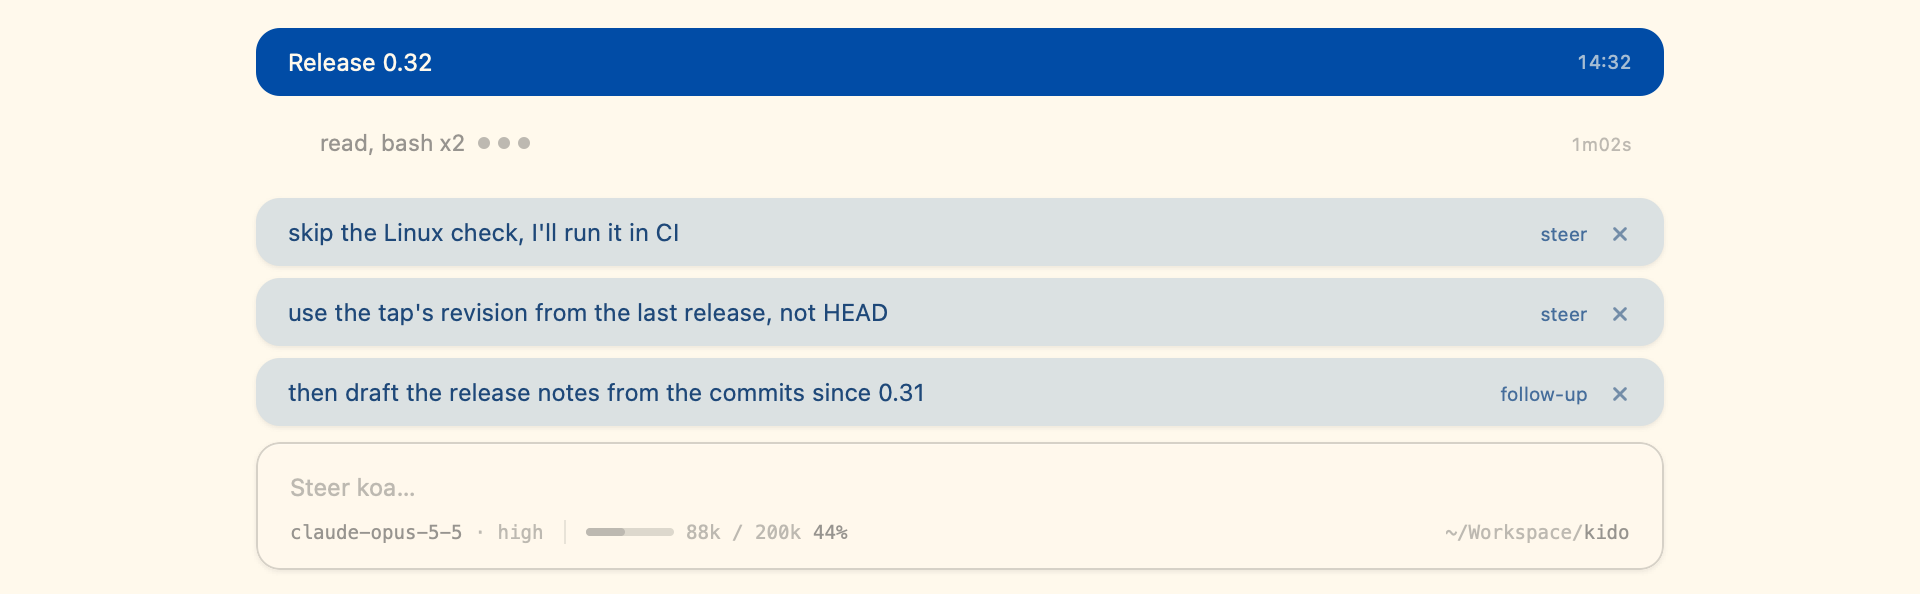 Release 0.32 14:32
read, bash x2 1m02s
skip the Linux check, I'll run it in CI steer ×
use the tap's revision from the last release, not HEAD steer ×
then draft the release notes from the commits since 0.31 follow-up ×
Steer koa...
claude-opus-5-5 · high 88k / 200k 44% ~/Workspace/kido